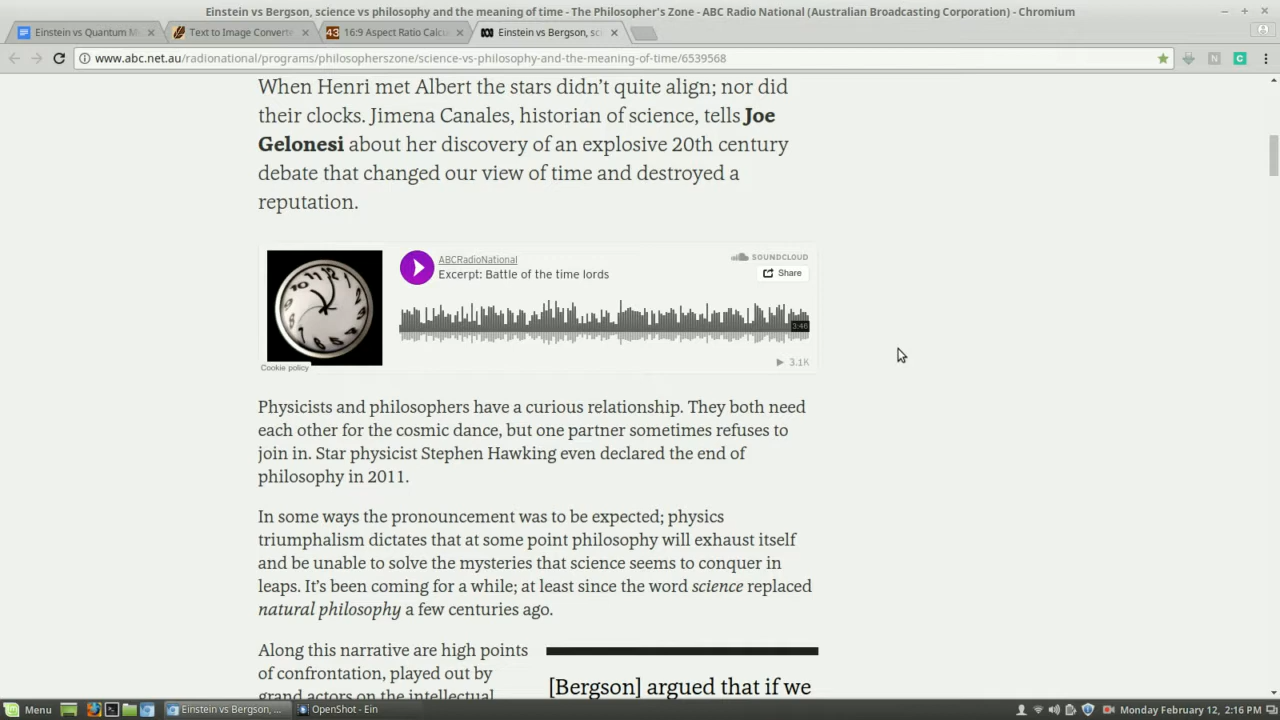 Einstein vs Bergson, science vs philosophy and the meaning of time - The Philosopher's Zone - ABC Radio National (Australian Broadcasting Corporation) - Chromium
Einstein vs Quantum M
Text to Image Converte
43 16:9 Aspect Ratio Calcu
Einstein vs Bergson, sc
www.abc.net.au/radionational/programs/philosopherszone/science-vs-philosophy-and-the-meaning-of-time/6539568
When Henri met Albert the stars didn't quite align; nor did
their clocks. Jimena Canales, historian of science, tells Joe
Gelonesi about her discovery of an explosive 20th century
debate that changed our view of time and destroyed a
reputation.
ABCRadioNational
Excerpt: Battle of the time lords
SOUNDCLOUD
Share
3:46
3.1K
Cookie policy
Physicists and philosophers have a curious relationship. They both need
each other for the cosmic dance, but one partner sometimes refuses to
join in. Star physicist Stephen Hawking even declared the end of
philosophy in 2011.
In some ways the pronouncement was to be expected; physics
triumphalism dictates that at some point philosophy will exhaust itself
and be unable to solve the mysteries that science seems to conquer in
leaps. It's been coming for a while; at least since the word science replaced
natural philosophy a few centuries ago.
Along this narrative are high points
of confrontation, played out by
grand actors on the intellectual
[Bergson] argued that if we
Menu
Einstein vs Bergson, ...
OpenShot - Ein
Monday February 12, 2:16 PM